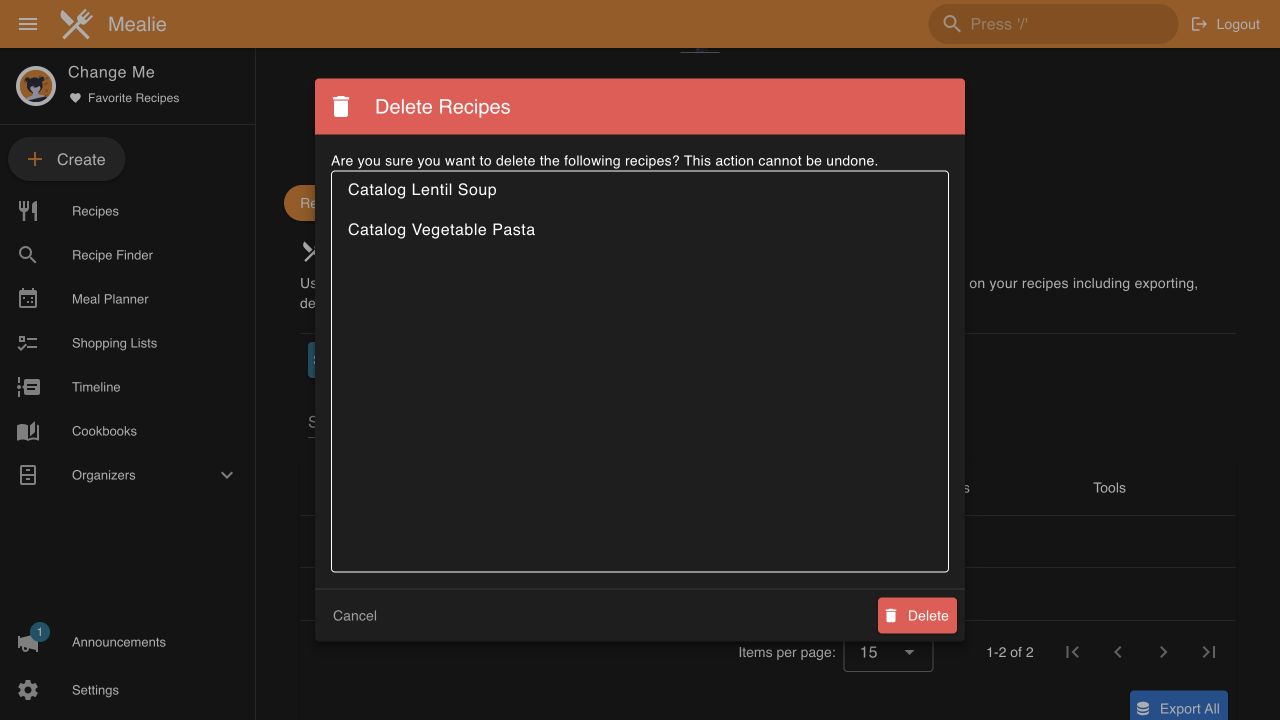 Mealie
Press '/'
Logout
Change Me
Favorite Recipes
Create
Recipes
Recipe Finder
Meal Planner
Shopping Lists
Timeline
Cookbooks
Organizers
1
Announcements
Settings
Delete Recipes
Are you sure you want to delete the following recipes? This action cannot be undone.
Catalog Lentil Soup
Catalog Vegetable Pasta
Cancel
Delete
on your recipes including exporting,
Tools
Items per page:
15
1-2 of 2
Export All